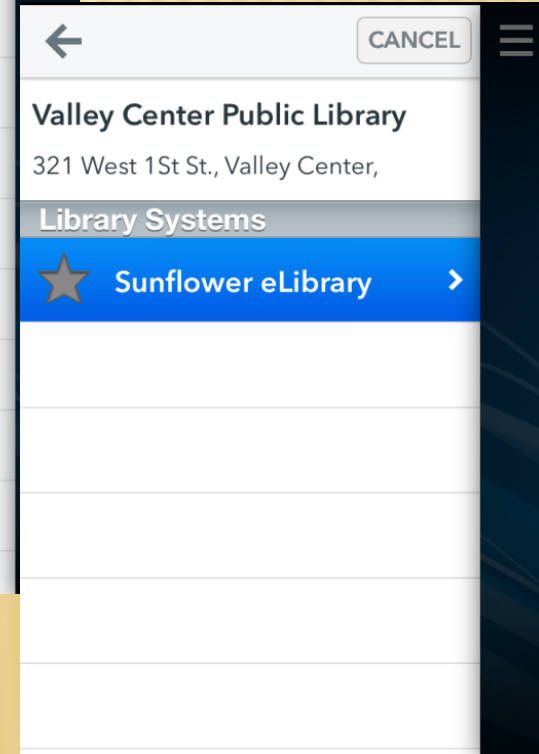 CANCEL
Valley Center Public Library
321 West 1St St., Valley Center,
Library Systems
Sunflower eLibrary